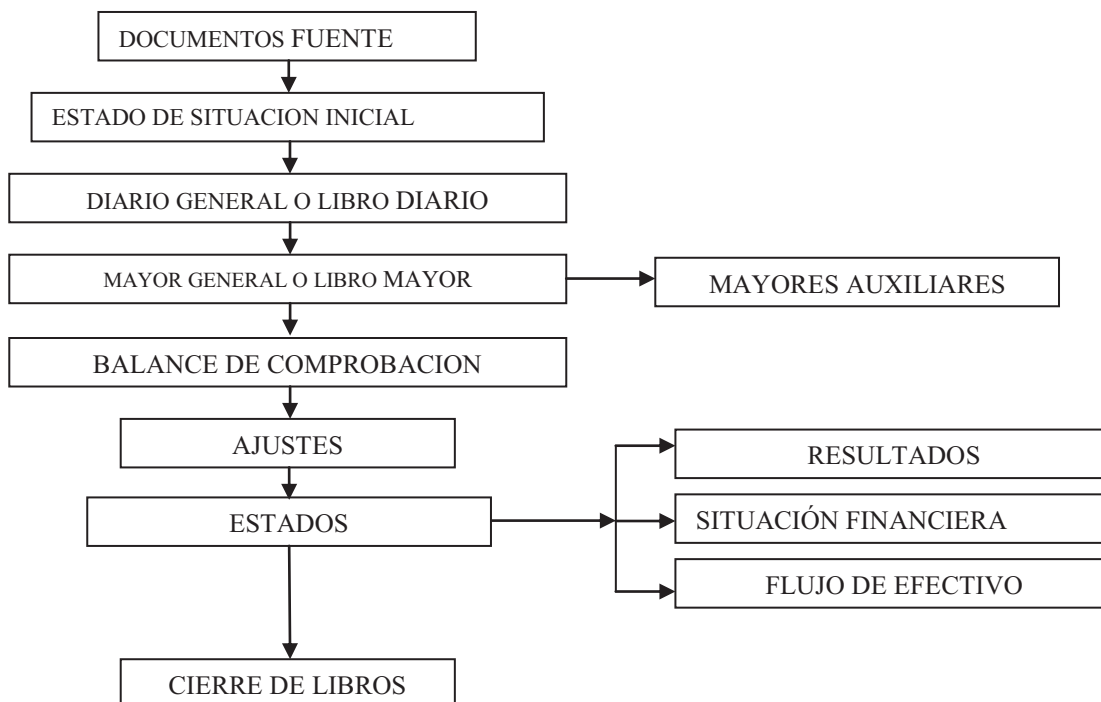 DOCUMENTOS FUENTE
ESTADO DE SITUACION INICIAL
DIARIO GENERAL O LIBRO DIARIO
MAYOR GENERAL O LIBRO MAYOR
MAYORES AUXILIARES
BALANCE DE COMPROBACION
AJUSTES
ESTADOS
RESULTADOS
SITUACIÓN FINANCIERA
FLUJO DE EFECTIVO
CIERRE DE LIBROS